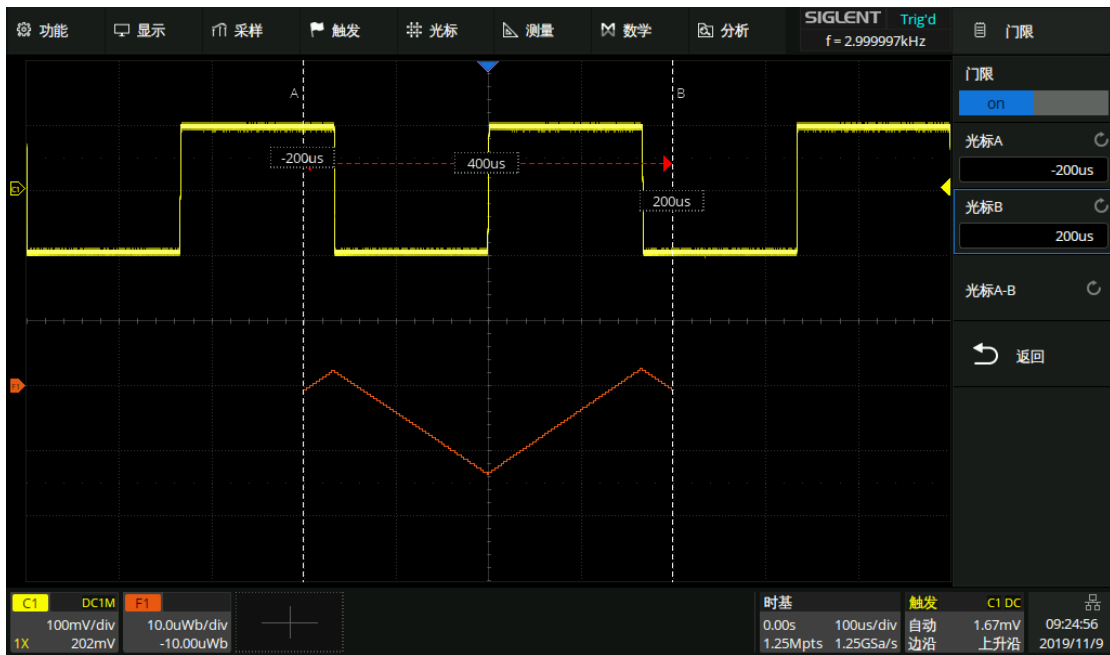 功能 显示 采样 触发 光标 测量 数学 分析 SIGLENT Trig'd 门限
f = 2.999997kHz
门限
on
A
B
光标A
-200us
-200us
400us
C1
光标B
200us
200us
光标A-B
返回
F1
C1 DC1M F1 时基 触发 C1 DC
100mV/div 10.0uWb/div 0.00s 100us/div 自动 1.67mV 09:24:56
1X 202mV -10.00uWb 1.25Mpts 1.25GSa/s 边沿 上升沿 2019/11/9